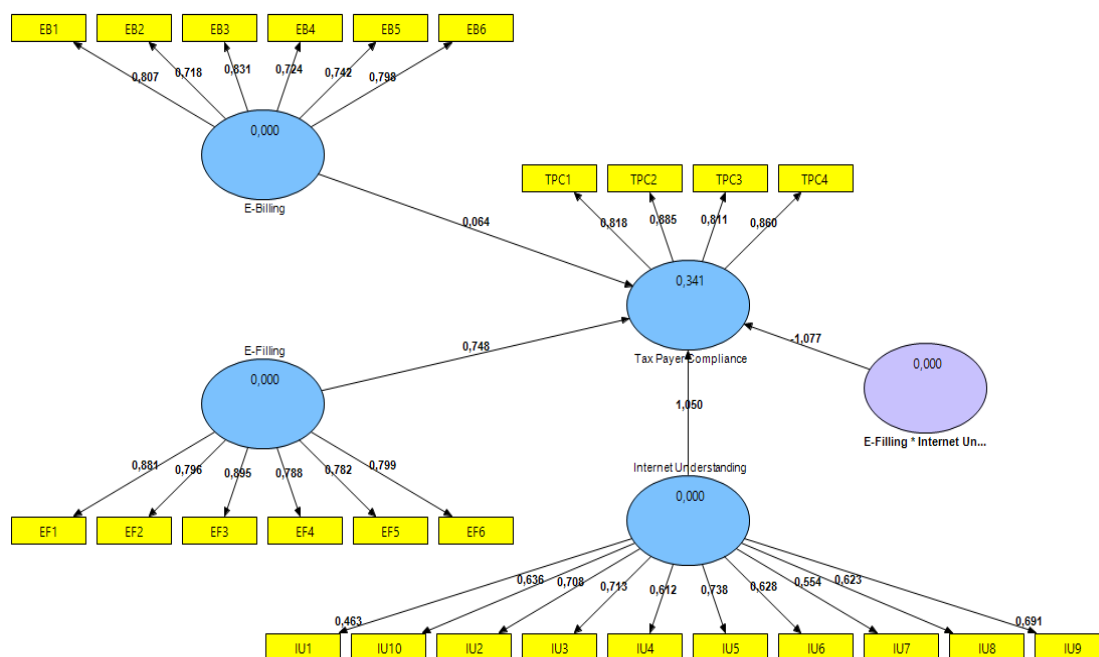 EB1 EB2 EB3 EB4 EB5 EB6
0,807 0,718 0,831 0,724 0,742 0,798
0,000
E-Billing
TPC1 TPC2 TPC3 TPC4
0,818 0,885 0,811 0,860
0,064
0,341
Tax Payer Compliance
E-Filling
0,000
0,748
-1,077
0,000
E-Filling * Internet Un...
1,050
0,881 0,796 0,895 0,788 0,782 0,799
EF1 EF2 EF3 EF4 EF5 EF6
Internet Understanding
0,000
0,463 0,636 0,708 0,713 0,612 0,738 0,628 0,554 0,623 0,691
IU1 IU10 IU2 IU3 IU4 IU5 IU6 IU7 IU8 IU9